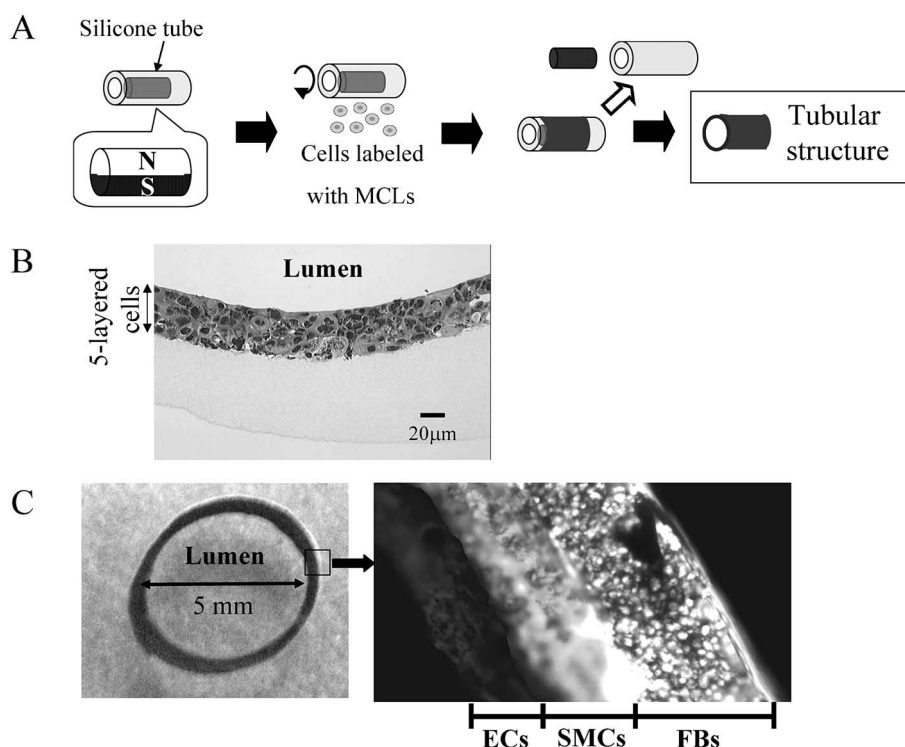 A
Silicone tube
N
S
Cells labeled
with MCLs
Tubular
structure
B
Lumen
5-layered
cells
20μm
C
Lumen
5 mm
ECs SMCs FBs